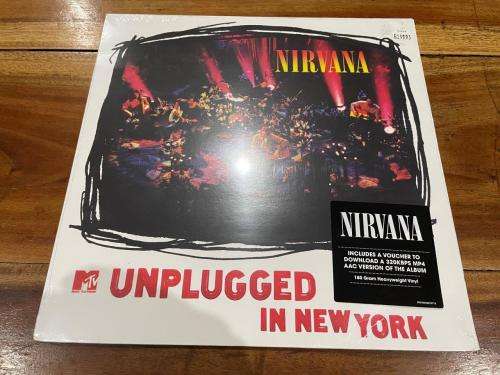 NIRVANA
NIRVANA
INCLUDES A VOUCHER TO
DOWNLOAD A 320KBPS MP4
AAC VERSION OF THE ALBUM
180 Gram Heavyweight Vinyl
MTV
UNPLUGGED
IN NEW YORK